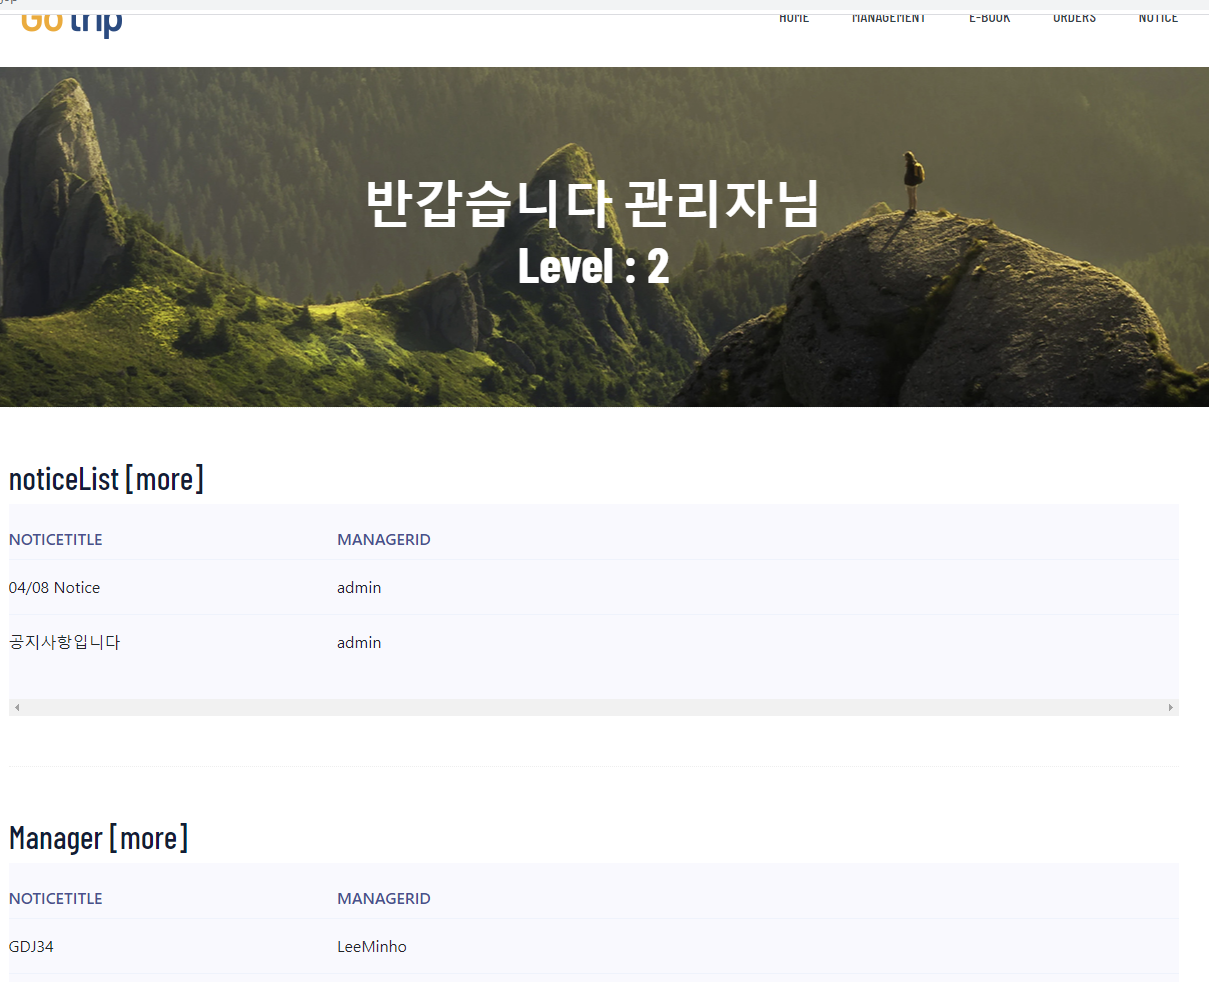 Go trip
HOME MANAGEMENT E-BOOK ORDERS NOTICE
반갑습니다 관리자님
Level : 2
noticeList [more]
NOTICETITLE MANAGERID
04/08 Notice admin
공지사항입니다 admin
Manager [more]
NOTICETITLE MANAGERID
GDJ34 LeeMinho